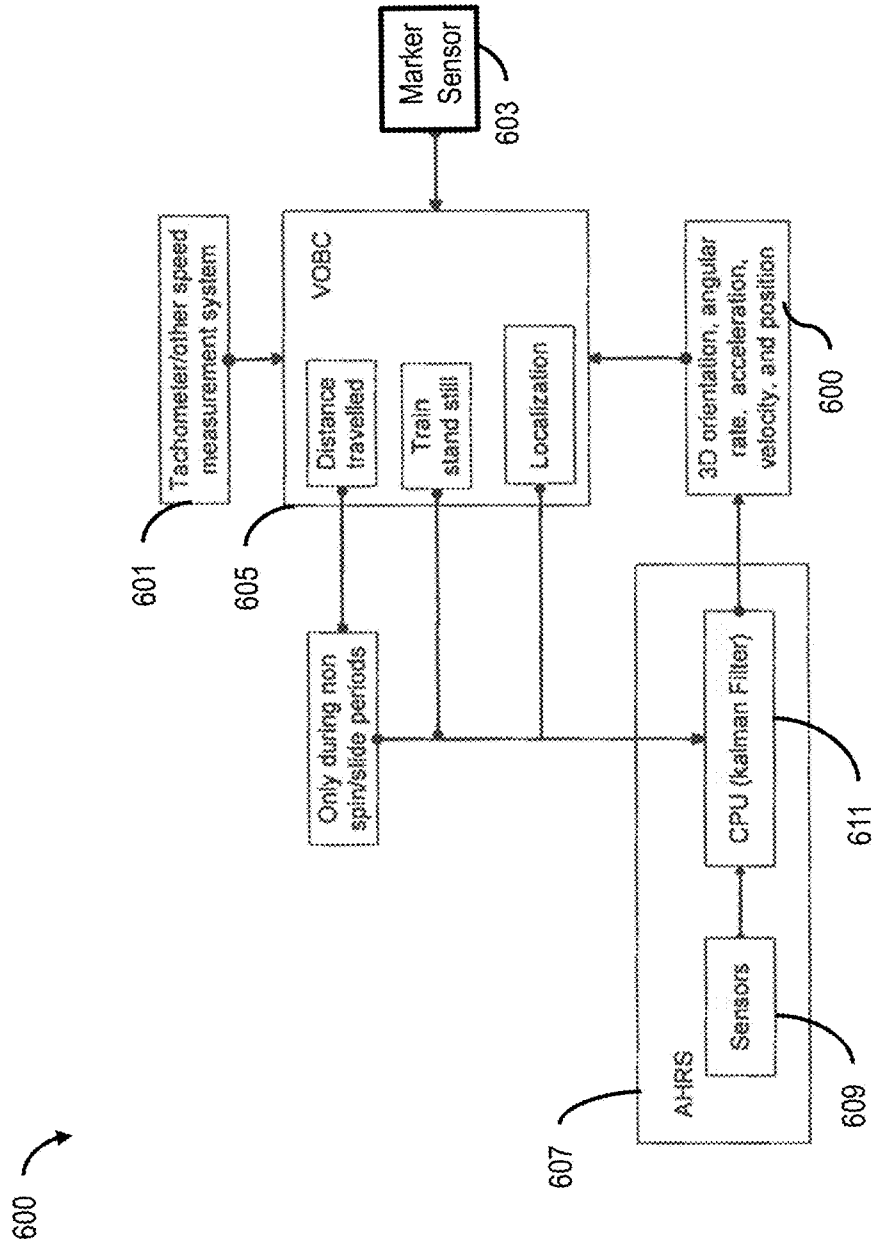 600
601
Tachometer/other speed
measurement system
605
VOBC
Distance
travelled
Train
stand still
Localization
Marker
Sensor
603
Only during non
spin/slide periods
607
AHRS
Sensors
609
CPU (kalman Filter)
611
3D orientation, angular
rate, acceleration,
velocity, and position
600